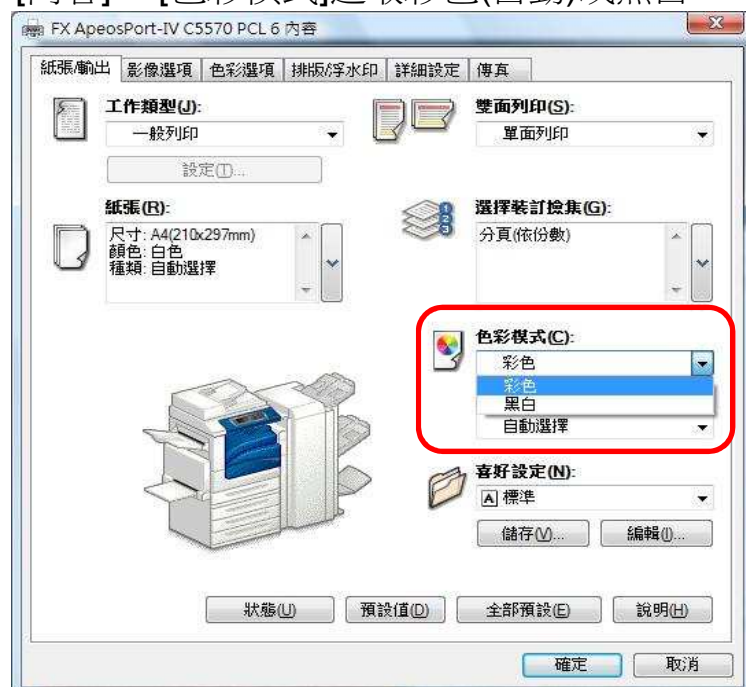 FX ApeosPort-IV C5570 PCL 6 內容
紙張/輸出 影像選項 色彩選項 排版/浮水印 詳細設定 傳真
工作類型(J):
一般列印
設定(T)...
雙面列印(S):
單面列印
紙張(R):
尺寸: A4(210x297mm)
顏色: 白色
種類: 自動選擇
選擇裝訂撿集(G):
分頁(依份數)
1
2
3
色彩模式(C):
彩色
彩色
黑白
自動選擇
喜好設定(N):
A 標準
儲存(V)... 編輯(I)...
狀態(U) 預設值(D) 全部預設(E) 說明(H)
確定 取消